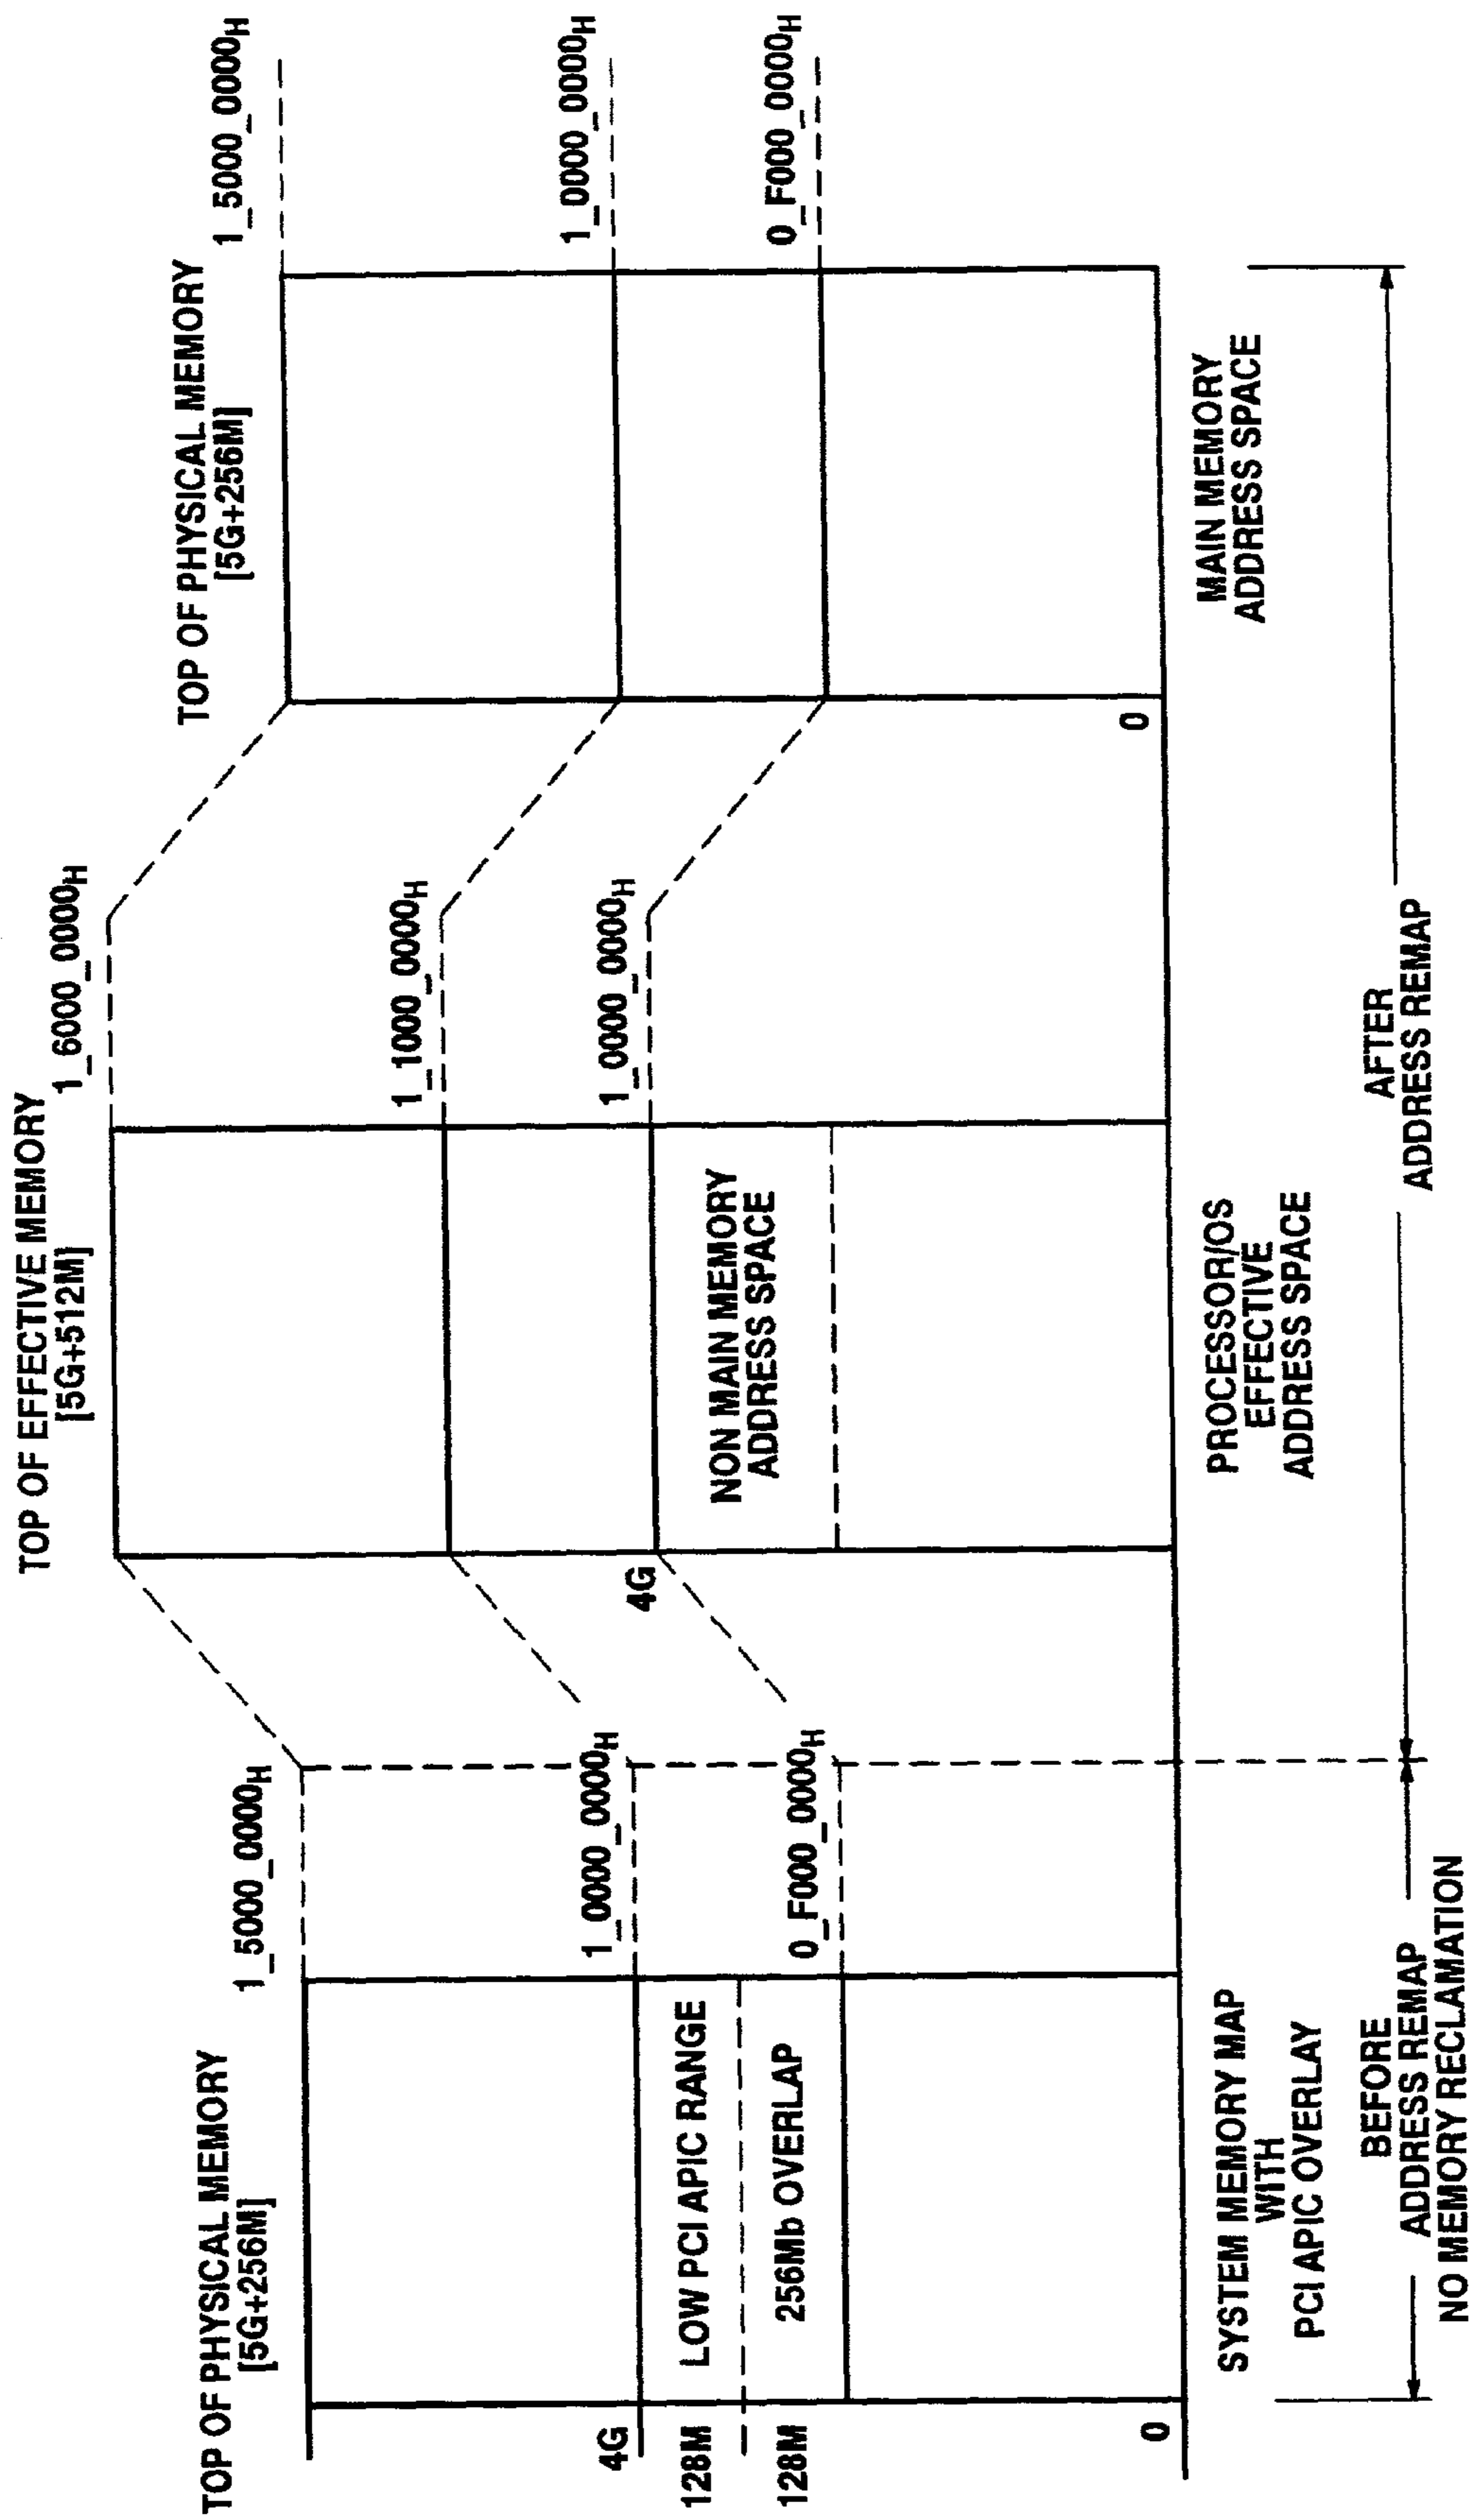 TOP OF PHYSICAL MEMORY
[5G+256M]
1_5000_0000H
4G
1_0000_0000H
128M
LOW PCI APIC RANGE
128M
256Mb OVERLAP
0_F000_0000H
0
SYSTEM MEMORY MAP
WITH
PCI APIC OVERLAY
BEFORE
ADDRESS REMAP
NO MEMORY RECLAMATION
TOP OF EFFECTIVE MEMORY
[5G+512M]
1_6000_0000H
1_1000_0000H
4G
1_0000_0000H
NON MAIN MEMORY
ADDRESS SPACE
PROCESSOR/OS
EFFECTIVE
ADDRESS SPACE
AFTER
ADDRESS REMAP
TOP OF PHYSICAL MEMORY
[5G+256M]
1_5000_0000H
1_0000_0000H
0_F000_0000H
0
MAIN MEMORY
ADDRESS SPACE